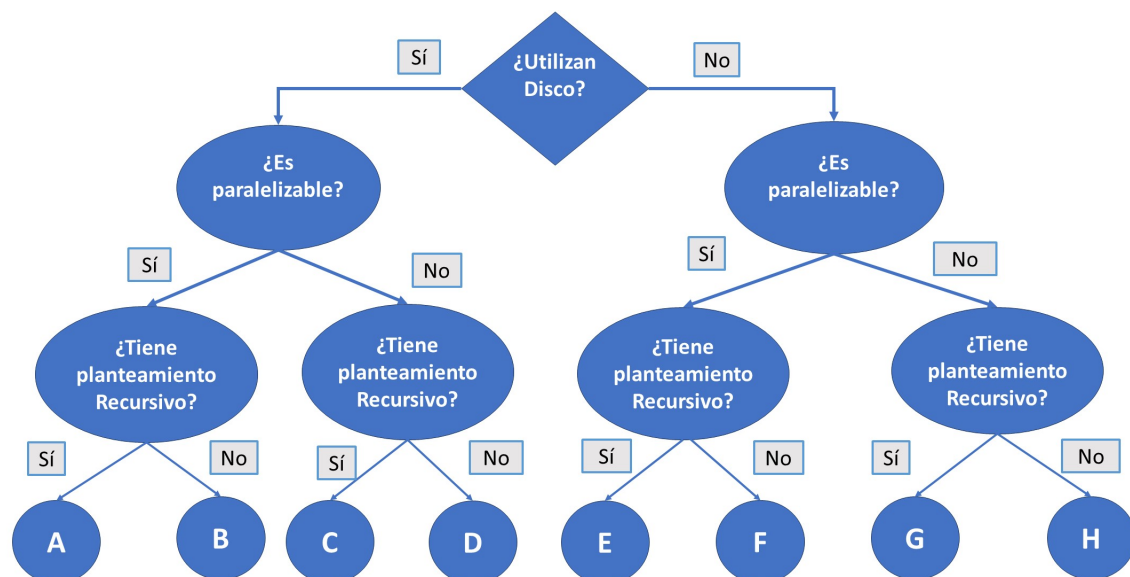 ¿Utilizan
Disco?
Sí
No
¿Es
paralelizable?
¿Es
paralelizable?
Sí
No
Sí
No
¿Tiene
planteamiento
Recursivo?
¿Tiene
planteamiento
Recursivo?
¿Tiene
planteamiento
Recursivo?
¿Tiene
planteamiento
Recursivo?
Sí
No
Sí
No
Sí
No
Sí
No
A
B
C
D
E
F
G
H